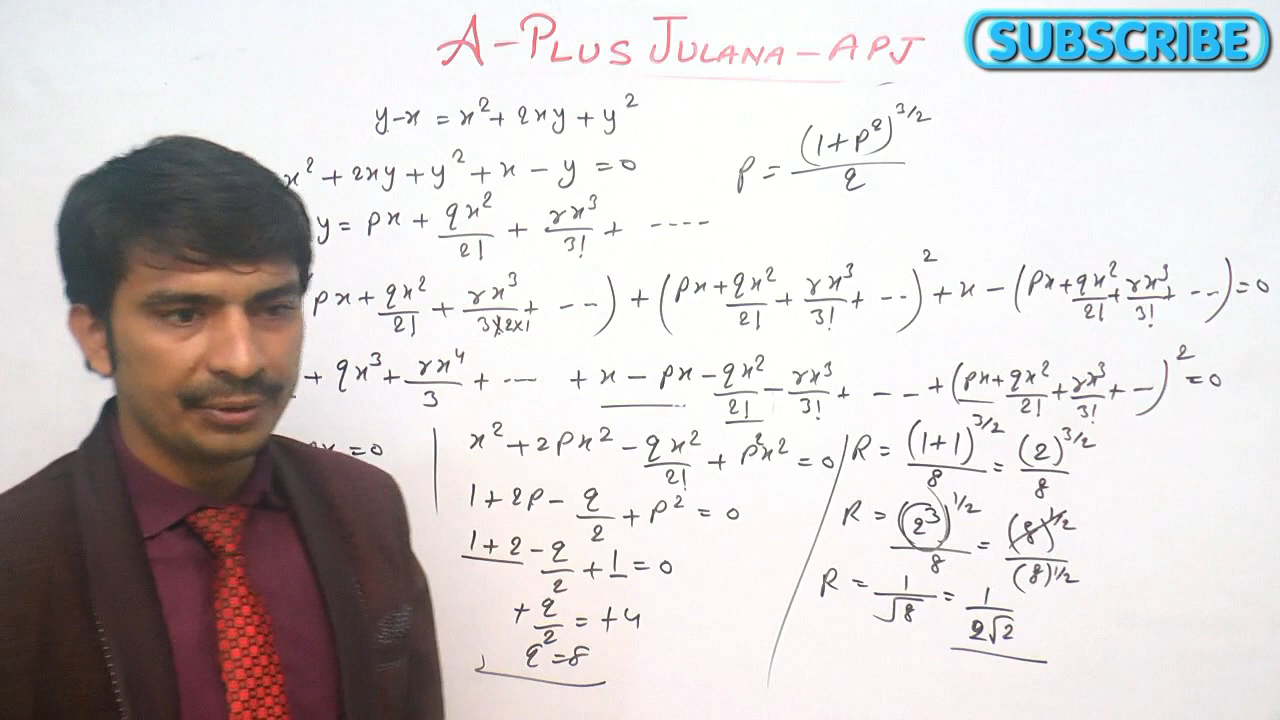 A-PLUS JULANA-APJ
SUBSCRIBE
y-x = x² + 2xy + y²
x² + 2xy + y² + x - y = 0
ρ = (1+p²)^3/2 / q
y = px + qx²/2! + rx³/3! + ----
(px + qx²/2! + rx³/3×2×1 + ---) + (px + qx²/2! + rx³/3! + ---)² + x - (px + qx²/2! + rx³/3! + ---) = 0
+ qx³ + rx⁴/3 + --- + x - px - qx²/2! - rx³/3! + --- + (px + qx²/2! + rx³/3! + --)² = 0
x = 0
x² + 2px² - qx²/2! + p²x² = 0
1 + 2p - q/2 + p² = 0
1 + 2 - q/2 + 1 = 0
+ q/2 = +4
q = 8
R = (1+1)^3/2 / 8 = (2)^3/2 / 8
R = (2³)^1/2 / 8 = (8)^1/2 / (8)^1/2
R = 1/√8 = 1/2√2